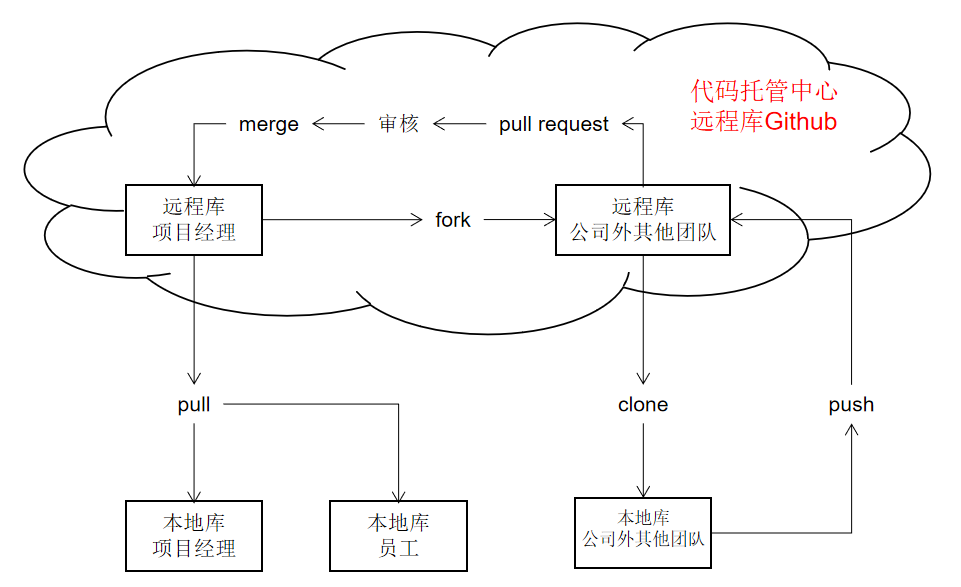 代码托管中心
远程库Github
merge
审核
pull request
远程库
项目经理
fork
远程库
公司外其他团队
pull
clone
push
本地库
项目经理
本地库
员工
本地库
公司外其他团队